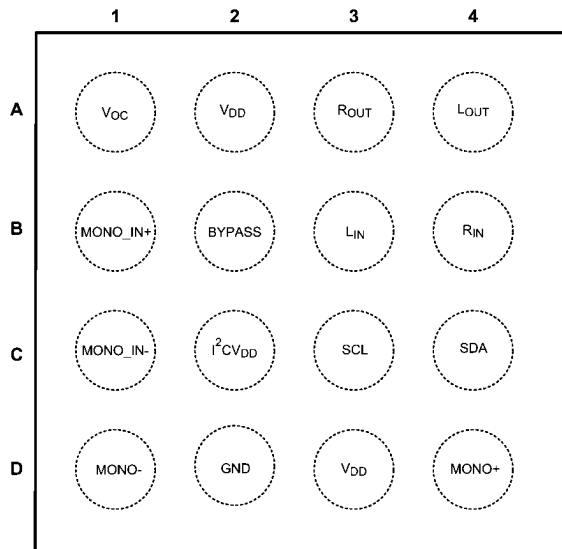 1 2 3 4
A VOC VDD ROUT LOUT
B MONO_IN+ BYPASS LIN RIN
C MONO_IN- I²CVDD SCL SDA
D MONO- GND VDD MONO+